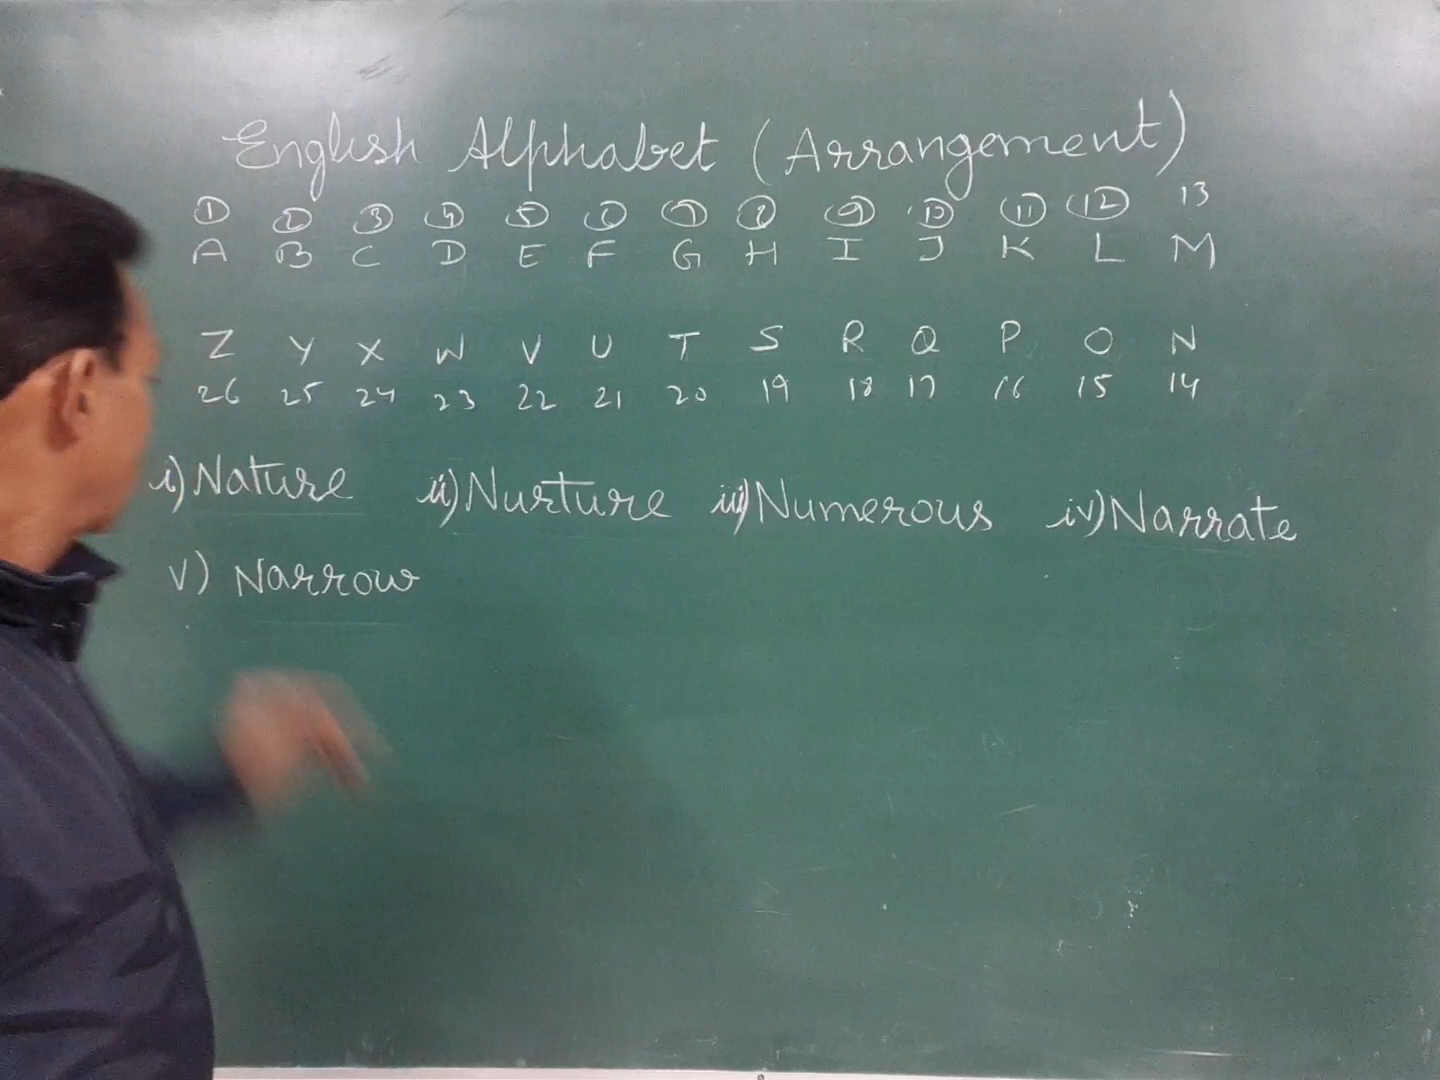 English Alphabet (Arrangement)
1 2 3 4 5 6 7 8 9 10 11 12 13
A B C D E F G H I J K L M
Z Y X W V U T S R Q P O N
26 25 24 23 22 21 20 19 18 17 16 15 14
i) Nature ii) Nurture iii) Numerous iv) Narrate
v) Narrow